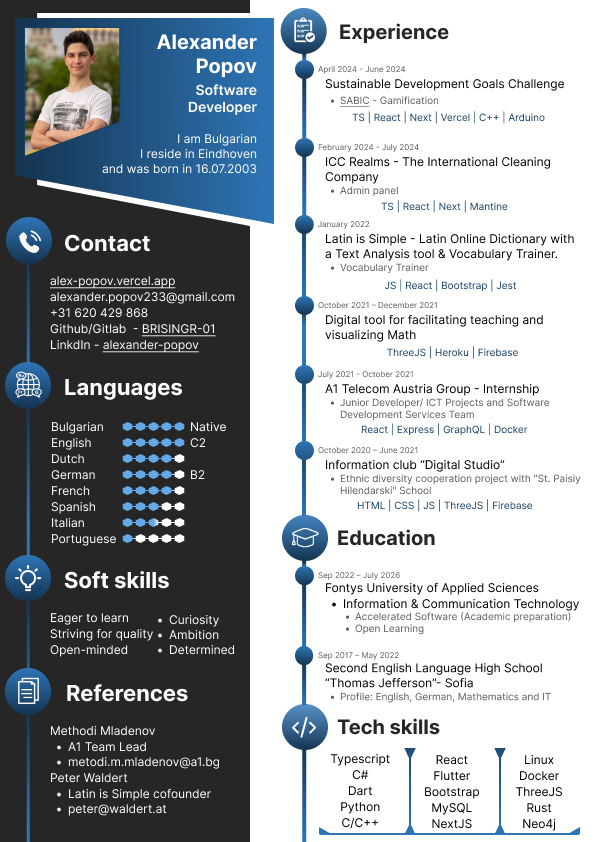 Alexander
Popov
Software
Developer
I am Bulgarian
I reside in Eindhoven
and was born in 16.07.2003
Contact
alex-popov.vercel.app
alexander.popov233@gmail.com
+31 620 429 868
Github/Gitlab - BRISINGR-01
LinkdIn - alexander-popov
Languages
Bulgarian Native
English C2
Dutch
German B2
French
Spanish
Italian
Portuguese
Soft skills
Eager to learn • Curiosity
Striving for quality • Ambition
Open-minded • Determined
References
Methodi Mladenov
• A1 Team Lead
• metodi.m.mladenov@a1.bg
Peter Waldert
• Latin is Simple cofounder
• peter@waldert.at
Experience
April 2024 - June 2024
Sustainable Development Goals Challenge
• SABIC - Gamification
TS | React | Next | Vercel | C++ | Arduino
February 2024 - July 2024
ICC Realms - The International Cleaning
Company
• Admin panel
TS | React | Next | Mantine
January 2022
Latin is Simple - Latin Online Dictionary with
a Text Analysis tool & Vocabulary Trainer.
• Vocabulary Trainer
JS | React | Bootstrap | Jest
October 2021 – December 2021
Digital tool for facilitating teaching and
visualizing Math
ThreeJS | Heroku | Firebase
July 2021 - October 2021
A1 Telecom Austria Group - Internship
• Junior Developer/ ICT Projects and Software
Development Services Team
React | Express | GraphQL | Docker
October 2020 – June 2021
Information club “Digital Studio”
• Ethnic diversity cooperation project with “St. Paisiy
Hilendarski” School
HTML | CSS | JS | ThreeJS | Firebase
Education
Sep 2022 – July 2026
Fontys University of Applied Sciences
• Information & Communication Technology
• Accelerated Software (Academic preparation)
• Open Learning
Sep 2017 – May 2022
Second English Language High School
“Thomas Jefferson”- Sofia
• Profile: English, German, Mathematics and IT
Tech skills
Typescript React Linux
C# Flutter Docker
Dart Bootstrap ThreeJS
Python MySQL Rust
C/C++ NextJS Neo4j